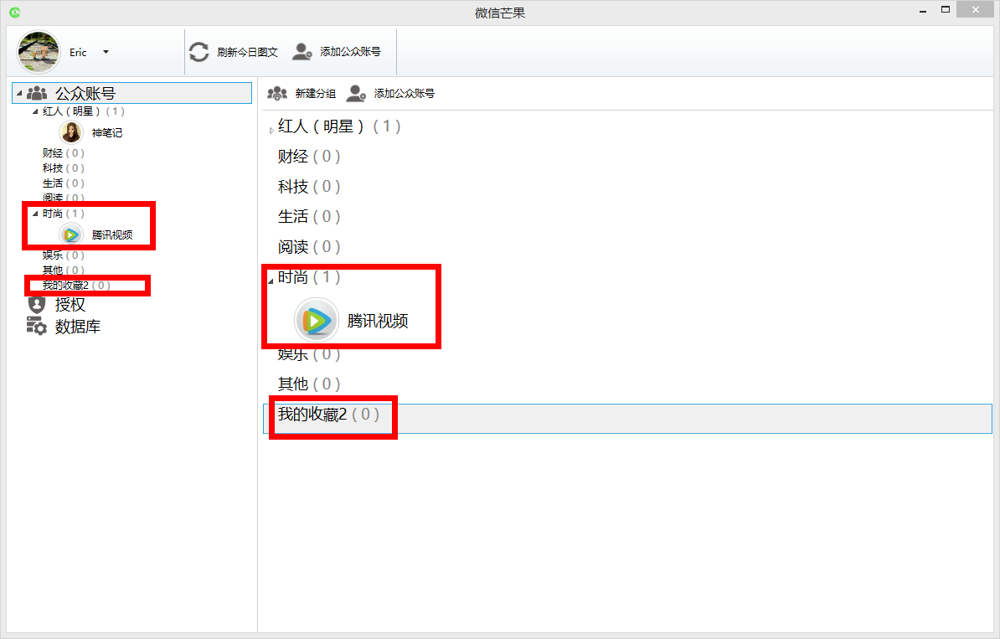 微信芒果
Eric
刷新今日图文
添加公众账号
公众账号
红人（明星）（1）
神笔记
财经（0）
科技（0）
生活（0）
阅读（0）
时尚（1）
腾讯视频
娱乐（0）
其他（0）
我的收藏2（0）
授权
数据库
新建分组
添加公众账号
红人（明星）（1）
财经（0）
科技（0）
生活（0）
阅读（0）
时尚（1）
腾讯视频
娱乐（0）
其他（0）
我的收藏2（0）